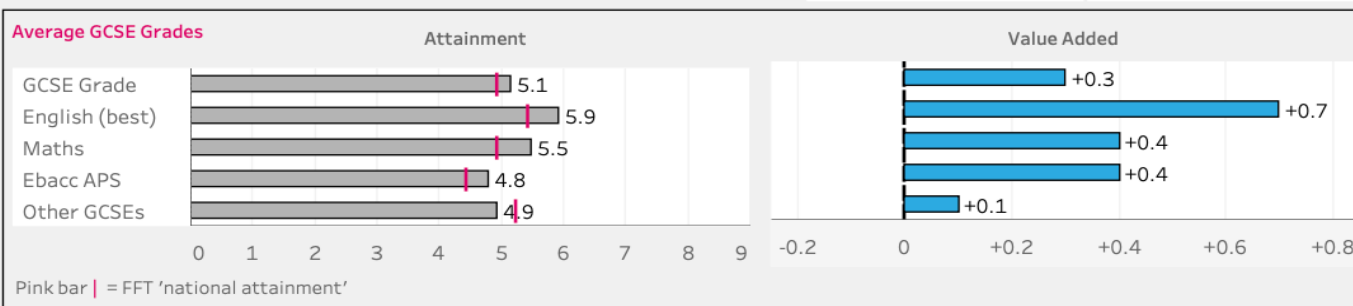 Average GCSE Grades
Attainment
Value Added
GCSE Grade 5.1 +0.3
English (best) 5.9 +0.7
Maths 5.5 +0.4
Ebacc APS 4.8 +0.4
Other GCSEs 4.9 +0.1
0 1 2 3 4 5 6 7 8 9
-0.2 0 +0.2 +0.4 +0.6 +0.8
Pink bar | = FFT 'national attainment'